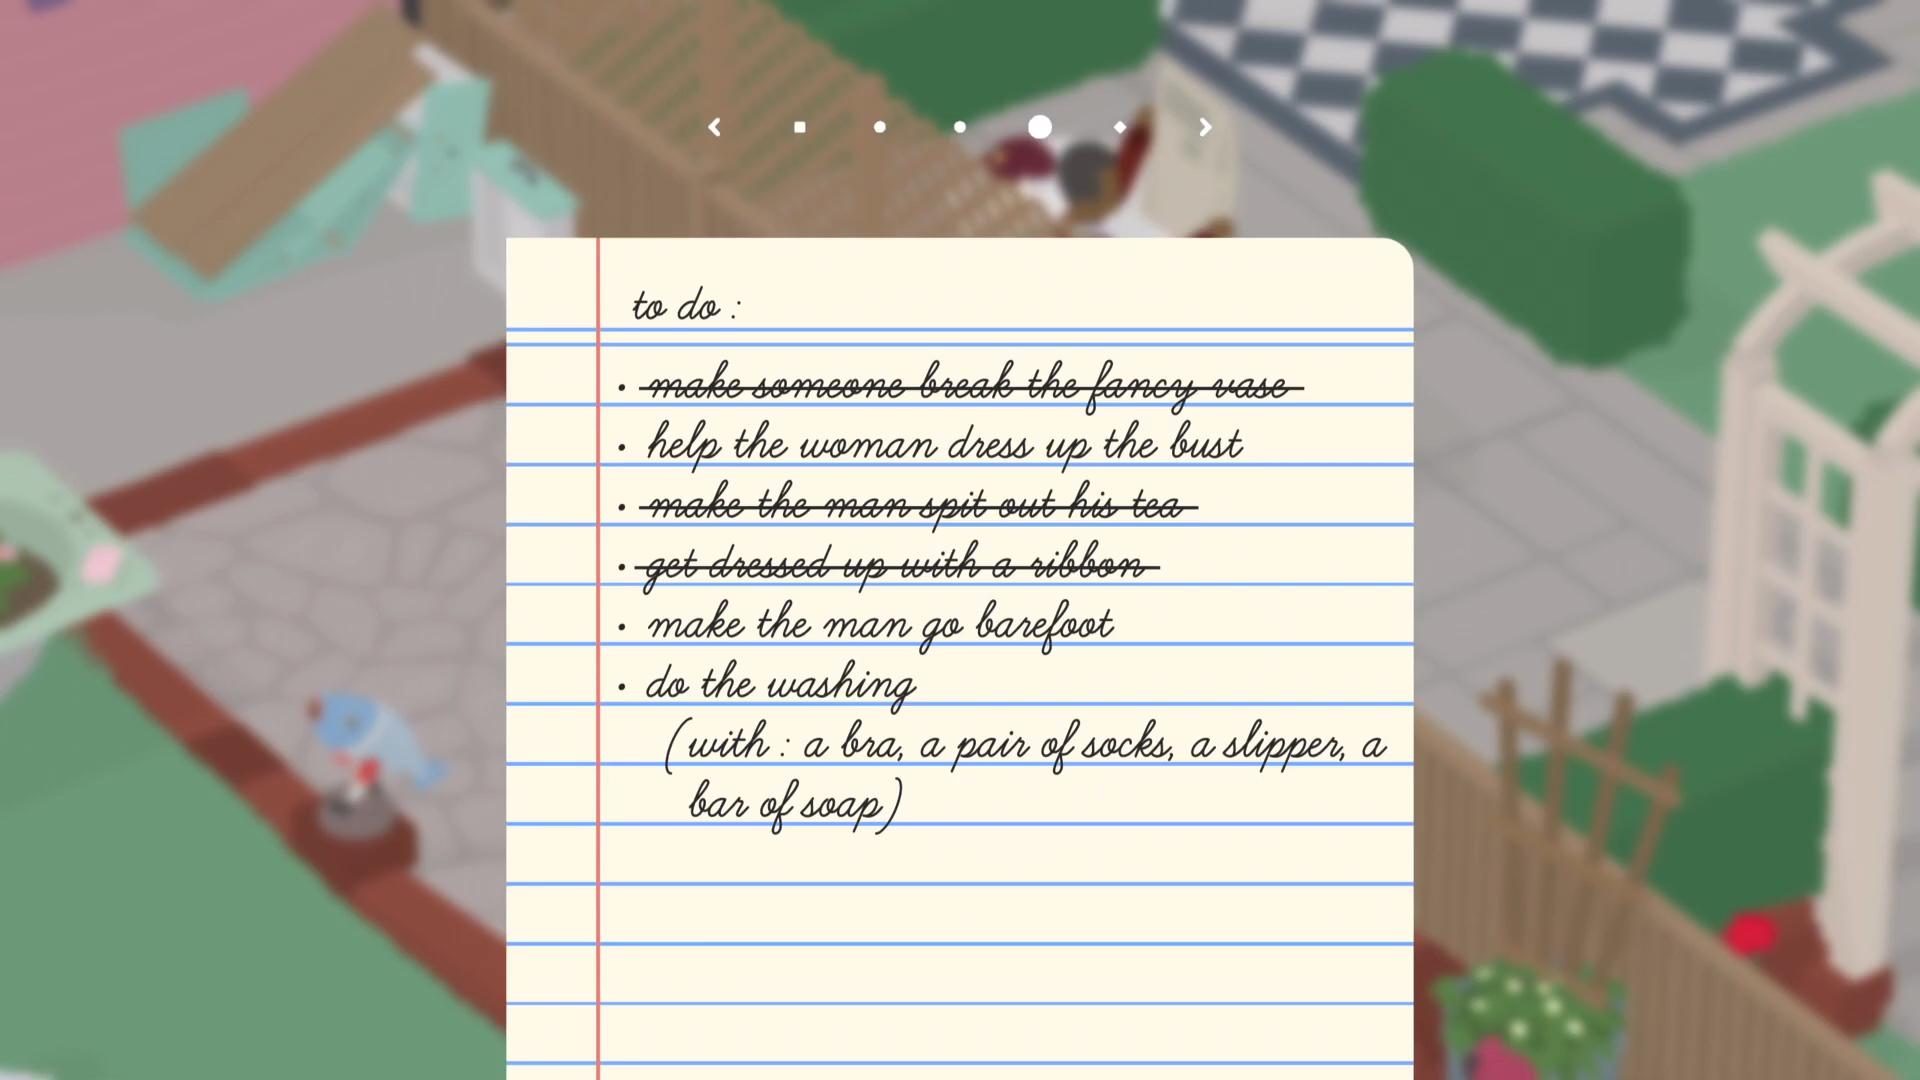 to do :
• make someone break the fancy vase
• help the woman dress up the bust
• make the man spit out his tea
• get dressed up with a ribbon
• make the man go barefoot
• do the washing
(with : a bra, a pair of socks, a slipper, a
bar of soap)